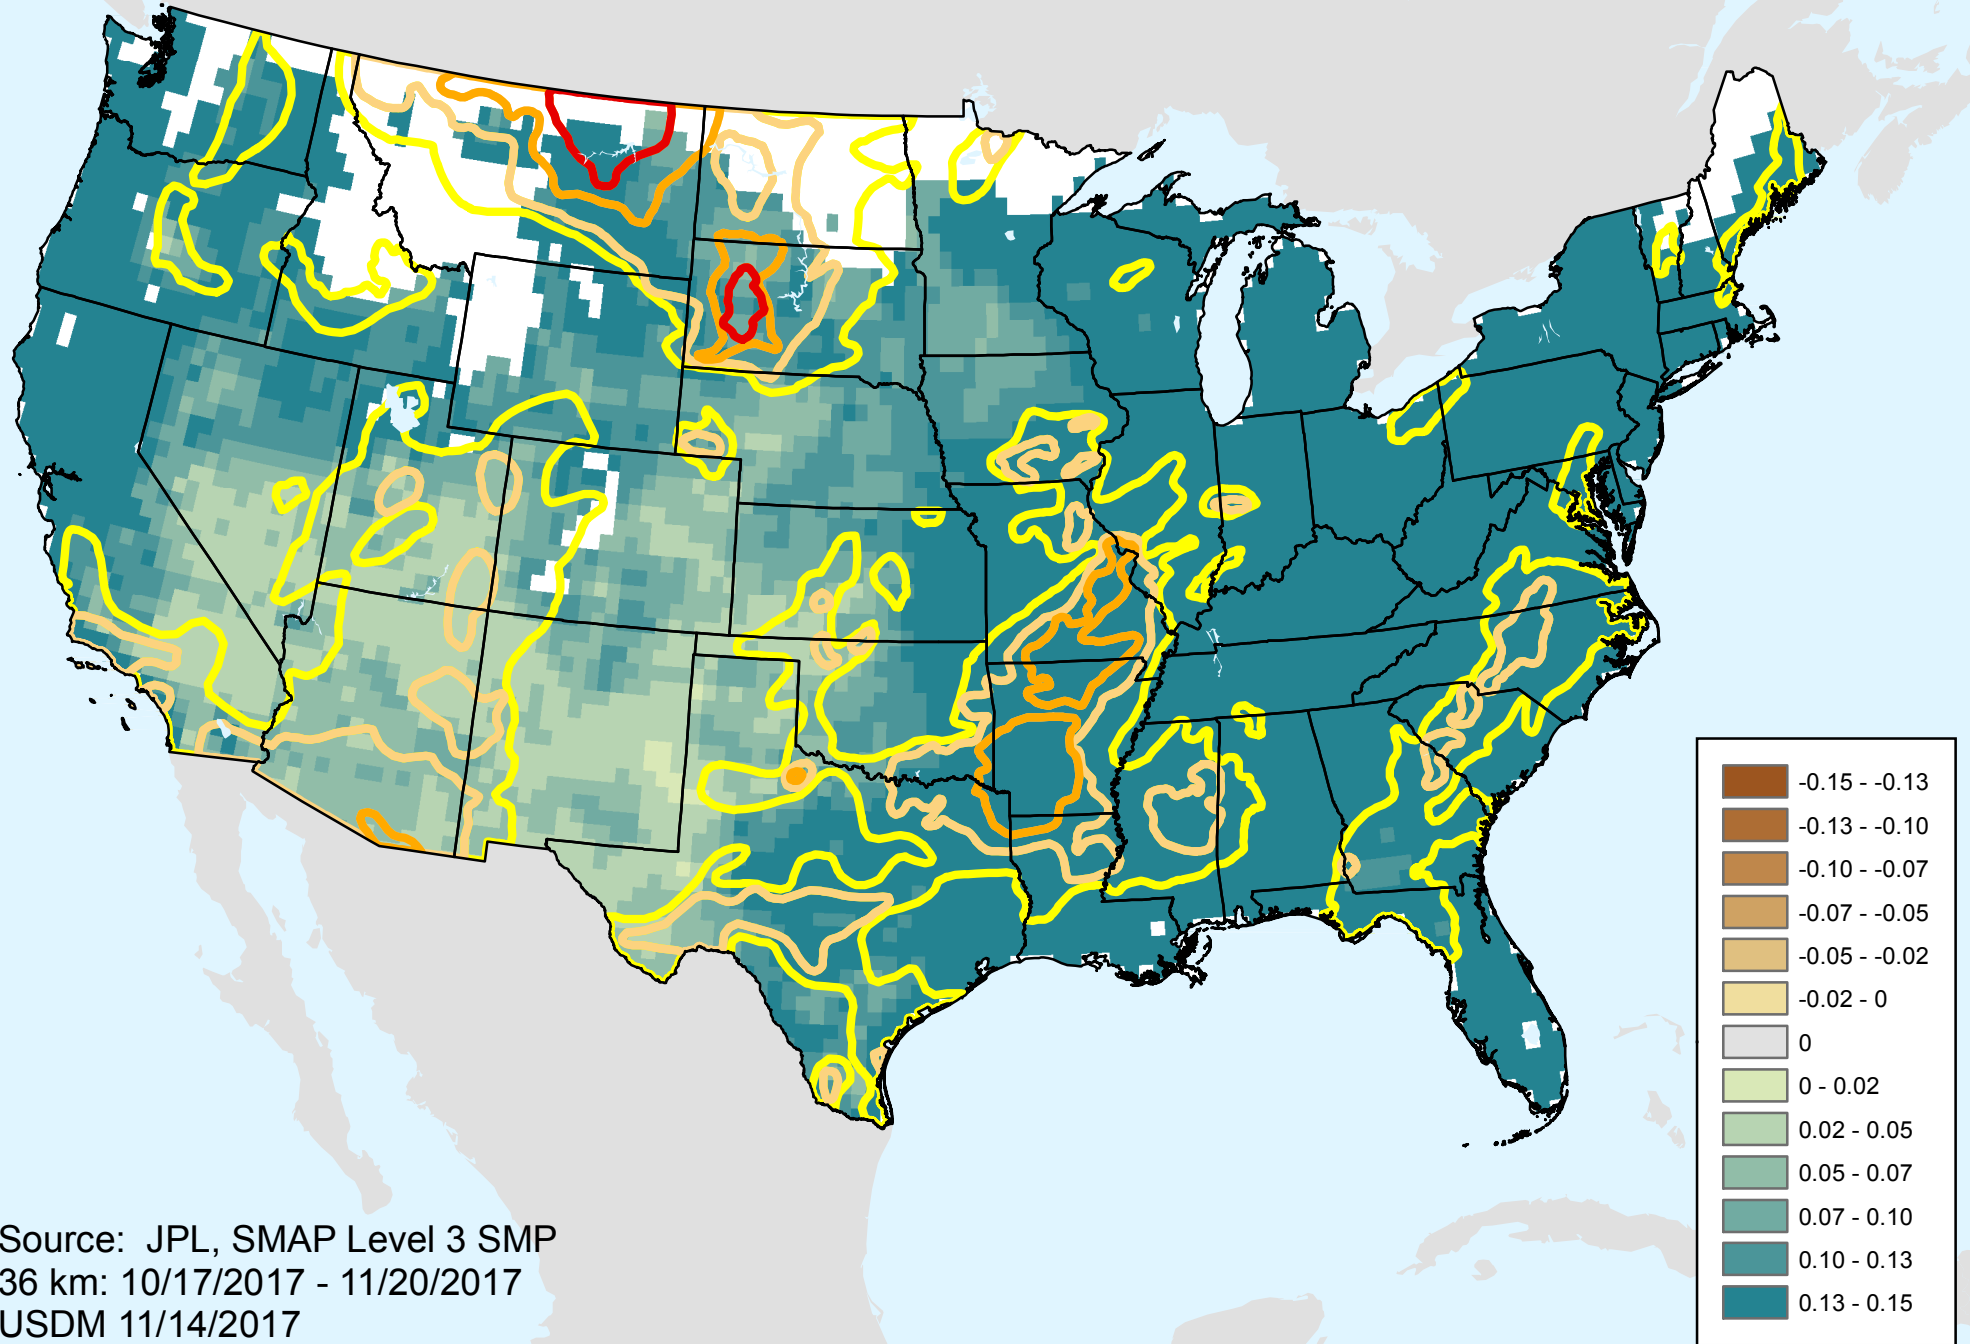 -0.15 - -0.13
-0.13 - -0.10
-0.10 - -0.07
-0.07 - -0.05
-0.05 - -0.02
-0.02 - 0
0
0 - 0.02
0.02 - 0.05
0.05 - 0.07
0.07 - 0.10
0.10 - 0.13
0.13 - 0.15
Source: JPL, SMAP Level 3 SMP
36 km: 10/17/2017 - 11/20/2017
USDM 11/14/2017